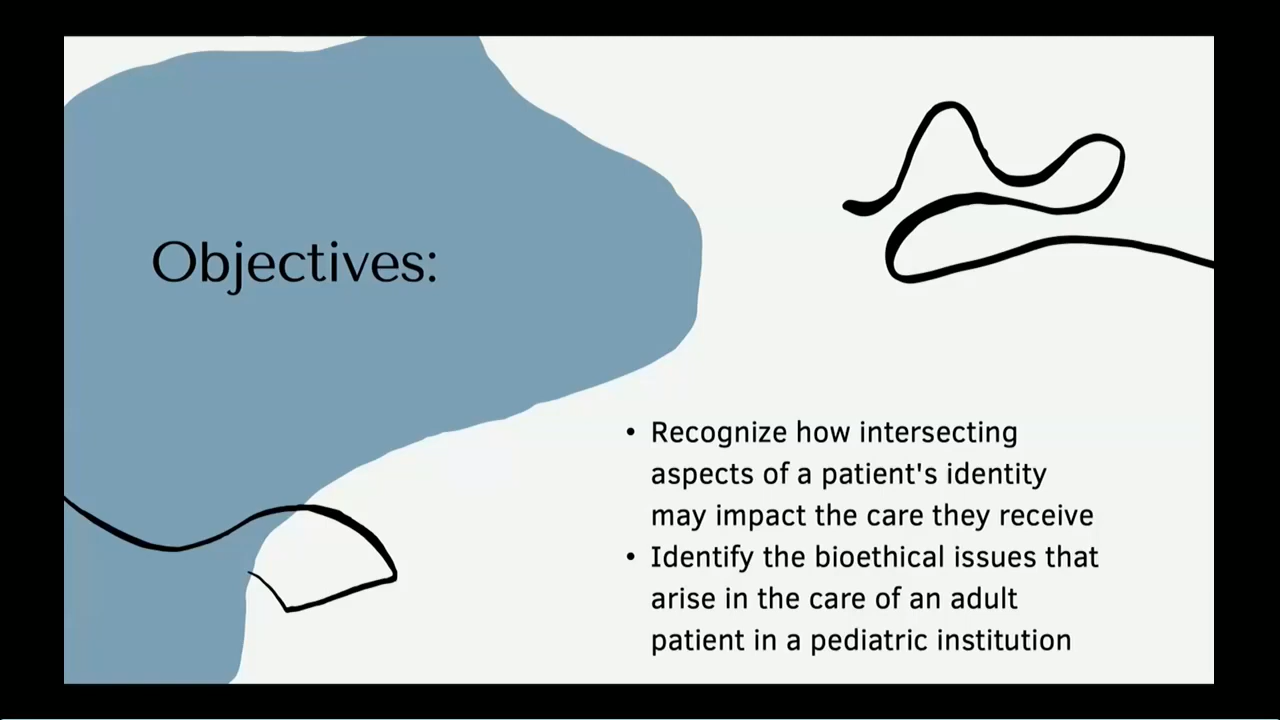 Objectives:
• Recognize how intersecting
aspects of a patient's identity
may impact the care they receive
• Identify the bioethical issues that
arise in the care of an adult
patient in a pediatric institution